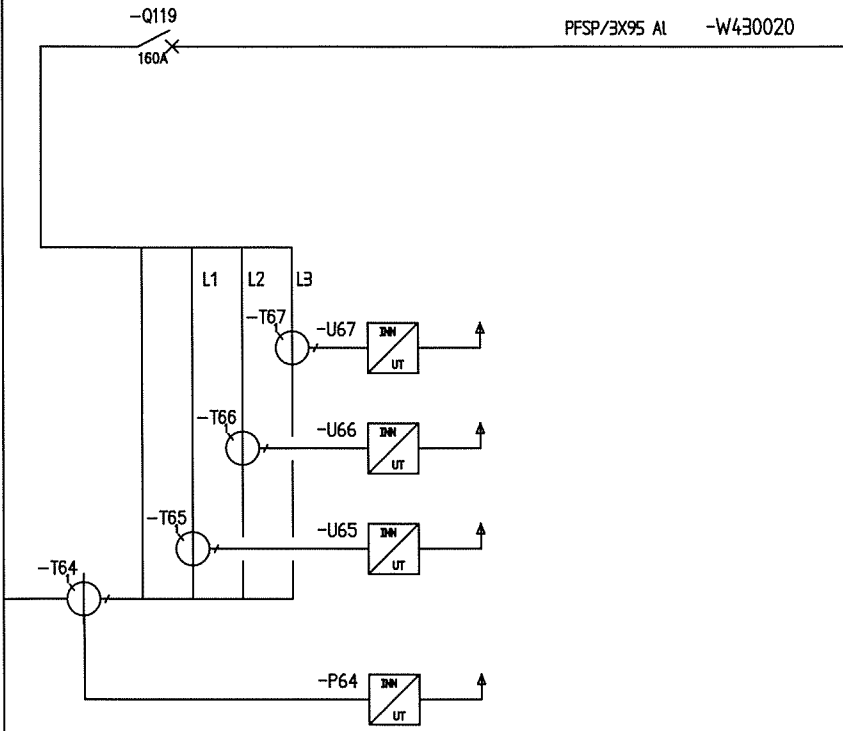 -Q119
PFSP/3X95 AL -W430020
160A
L1 L2 L3
-T67 -U67 INN
UT
-T66 -U66 INN
UT
-T65 -U65 INN
UT
-T64
-P64 INN
UT